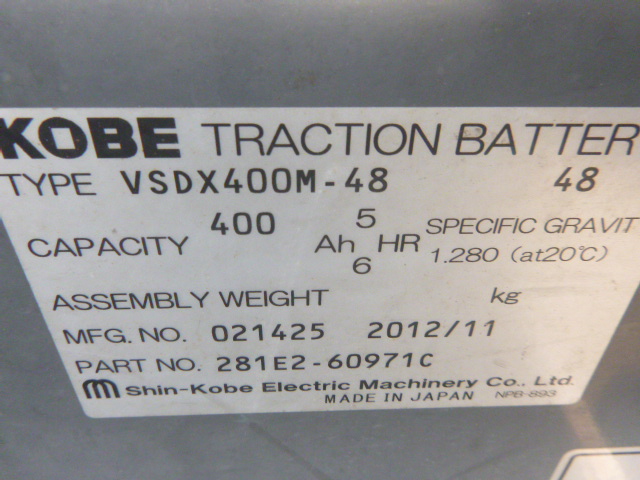 KOBE TRACTION BATTER
TYPE VSDX400M-48 48
CAPACITY 400 Ah 5 HR SPECIFIC GRAVIT
6 1.280 (at20°C)
ASSEMBLY WEIGHT kg
MFG. NO. 021425 2012/11
PART NO. 281E2-60971C
Shin-Kobe Electric Machinery Co., Ltd.
MADE IN JAPAN NPB-893